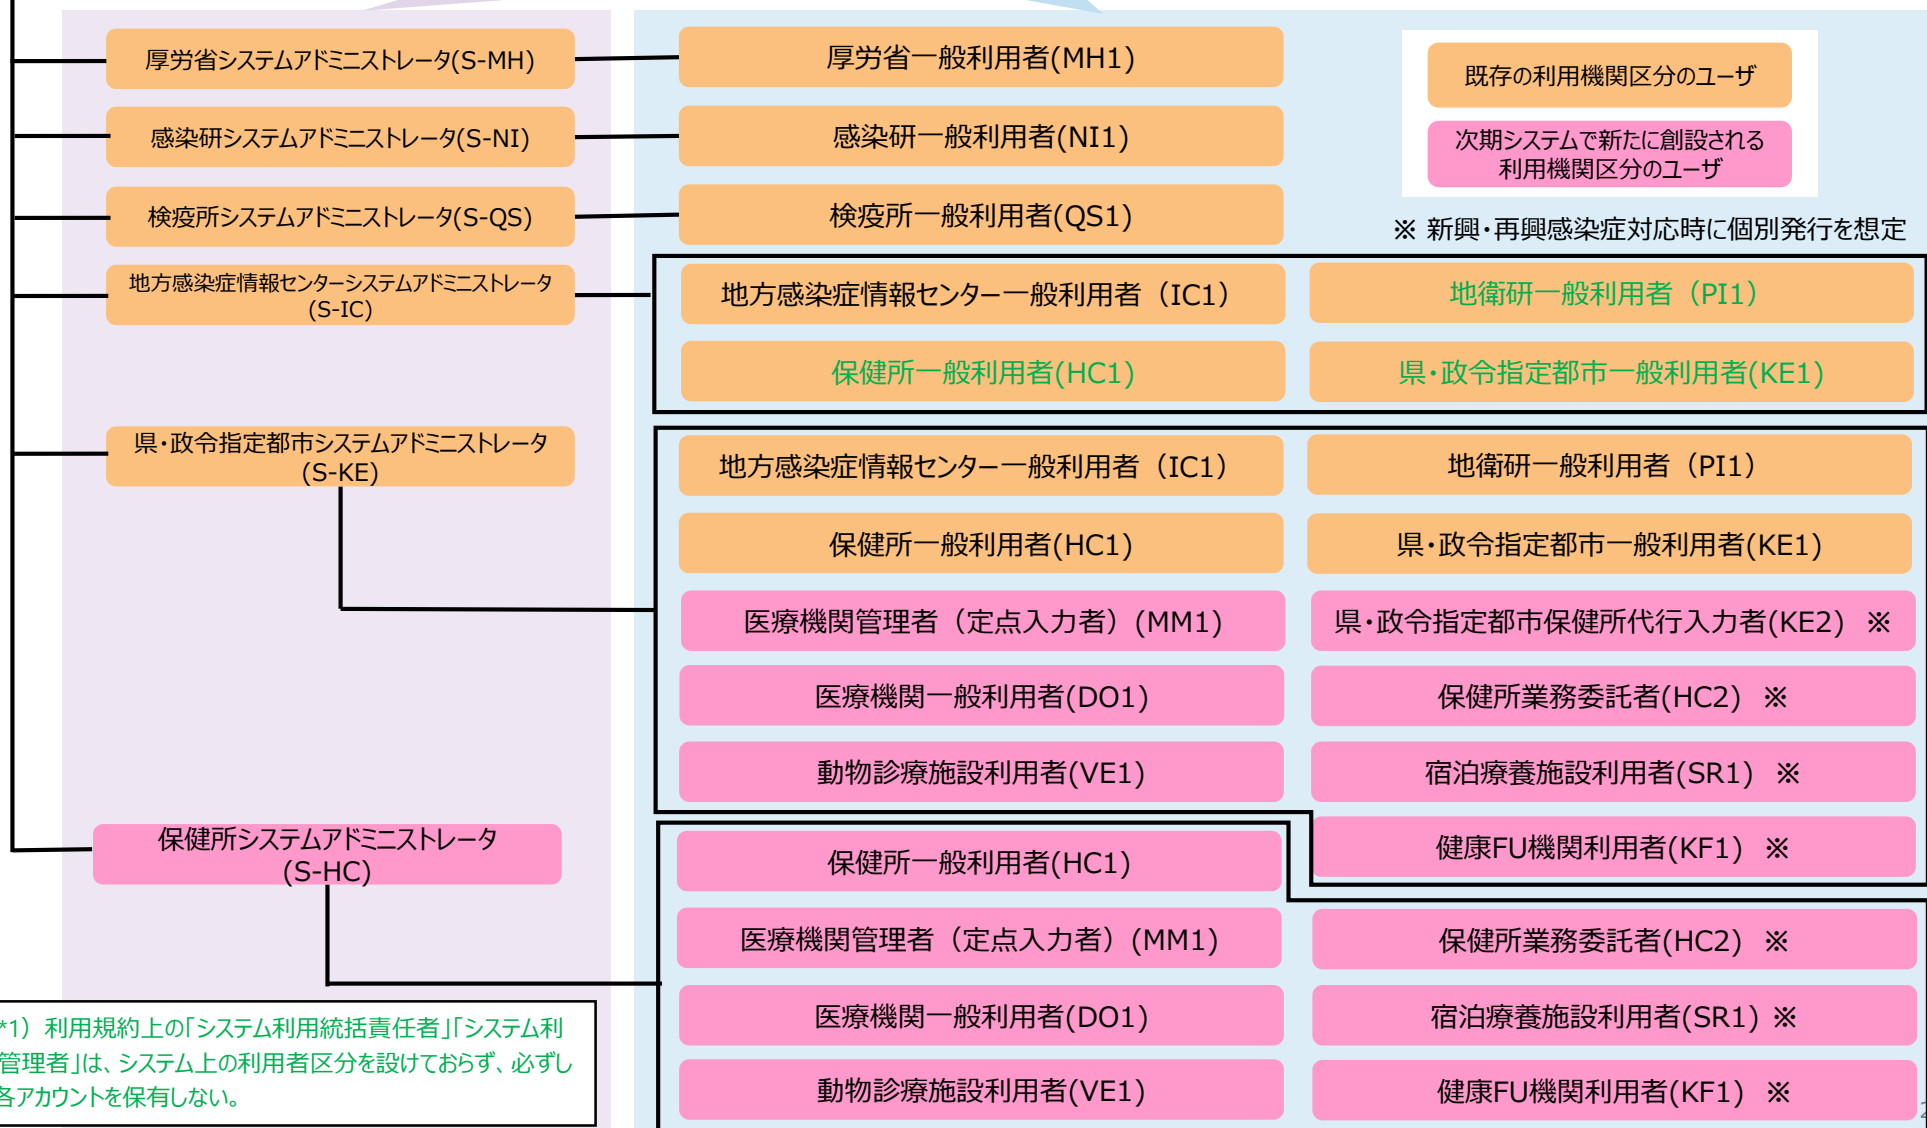 厚労省システムアドミニストレータ(S-MH)
厚労省一般利用者(MH1)
既存の利用機関区分のユーザ
感染研システムアドミニストレータ(S-NI)
感染研一般利用者(NI1)
次期システムで新たに創設される
利用機関区分のユーザ
検疫所システムアドミニストレータ(S-QS)
検疫所一般利用者(QS1)
※ 新興・再興感染症対応時に個別発行を想定
地方感染症情報センターシステムアドミニストレータ
(S-IC)
地方感染症情報センター一般利用者（IC1）
地衛研一般利用者（PI1）
保健所一般利用者(HC1)
県・政令指定都市一般利用者(KE1)
県・政令指定都市システムアドミニストレータ
(S-KE)
地方感染症情報センター一般利用者（IC1）
地衛研一般利用者（PI1）
保健所一般利用者(HC1)
県・政令指定都市一般利用者(KE1)
医療機関管理者（定点入力者）(MM1)
県・政令指定都市保健所代行入力者(KE2) ※
医療機関一般利用者(DO1)
保健所業務委託者(HC2) ※
動物診療施設利用者(VE1)
宿泊療養施設利用者(SR1) ※
健康FU機関利用者(KF1) ※
保健所システムアドミニストレータ
(S-HC)
保健所一般利用者(HC1)
医療機関管理者（定点入力者）(MM1)
保健所業務委託者(HC2) ※
医療機関一般利用者(DO1)
宿泊療養施設利用者(SR1) ※
動物診療施設利用者(VE1)
健康FU機関利用者(KF1) ※
*1）利用規約上の「システム利用統括責任者」「システム利
管理者」は、システム上の利用者区分を設けておらず、必ずし
各アカウントを保有しない。